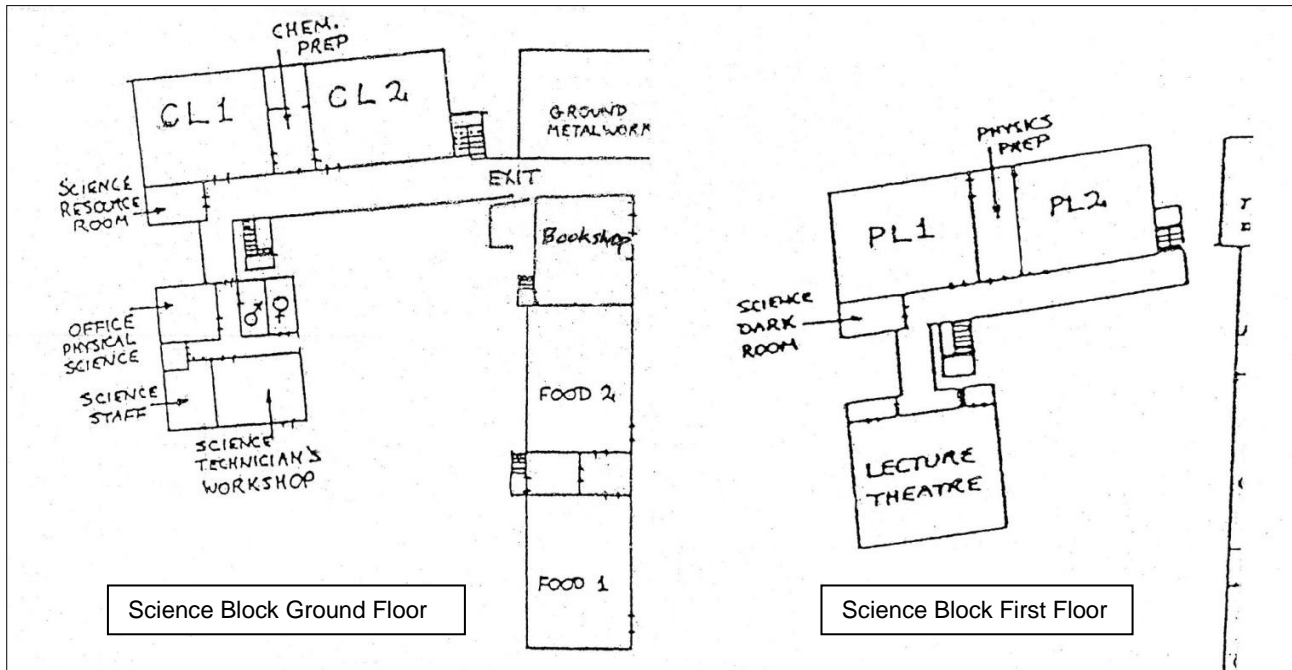 CHEM.
PREP
CL1
CL2
GROUND
METALWORK
SCIENCE
RESOURCE
ROOM
EXIT
Bookshop
OFFICE
PHYSICAL
SCIENCE
SCIENCE
STAFF
SCIENCE
TECHNICIAN'S
WORKSHOP
FOOD 2
FOOD 1
Science Block Ground Floor
PHYSICS
PREP
PL1
PL2
SCIENCE
DARK
ROOM
LECTURE
THEATRE
Science Block First Floor